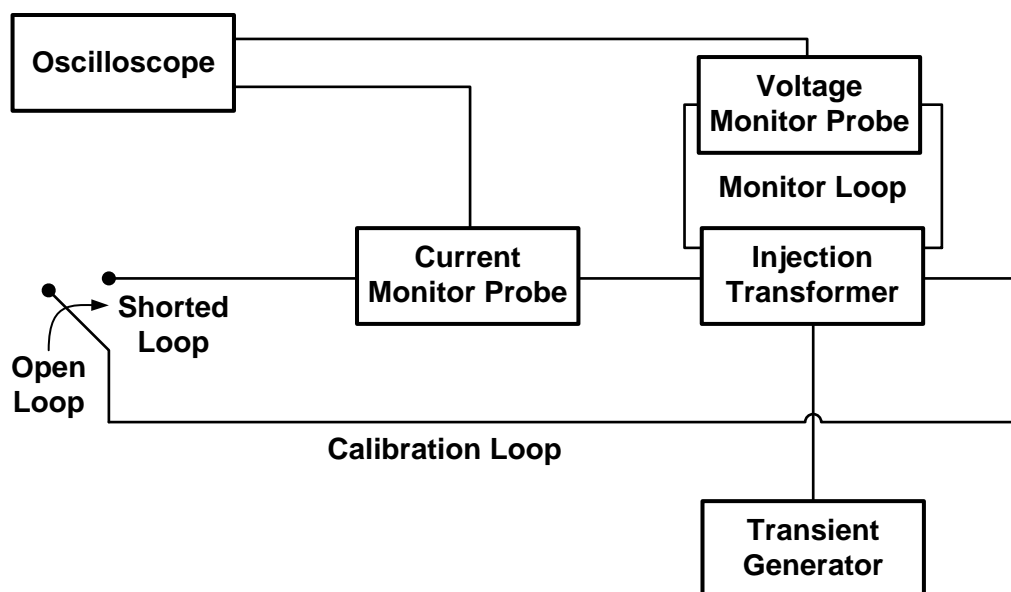 Oscilloscope
Voltage
Monitor Probe
Monitor Loop
Current
Monitor Probe
Injection
Transformer
Shorted
Loop
Open
Loop
Calibration Loop
Transient
Generator